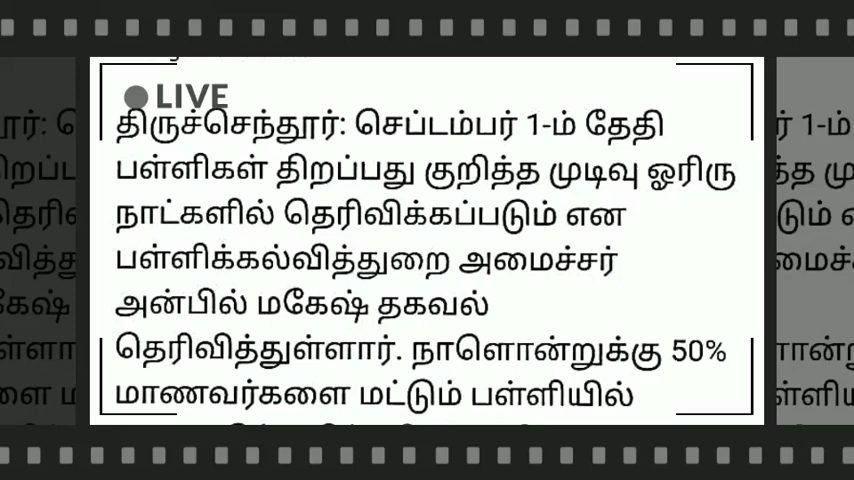 LIVE
திருச்செந்தூர்: செப்டம்பர் 1-ம் தேதி
பள்ளிகள் திறப்பது குறித்த முடிவு ஓரிரு
நாட்களில் தெரிவிக்கப்படும் என
பள்ளிக்கல்வித்துறை அமைச்சர்
அன்பில் மகேஷ் தகவல்
தெரிவித்துள்ளார். நாளொன்றுக்கு 50%
மாணவர்களை மட்டும் பள்ளியில்